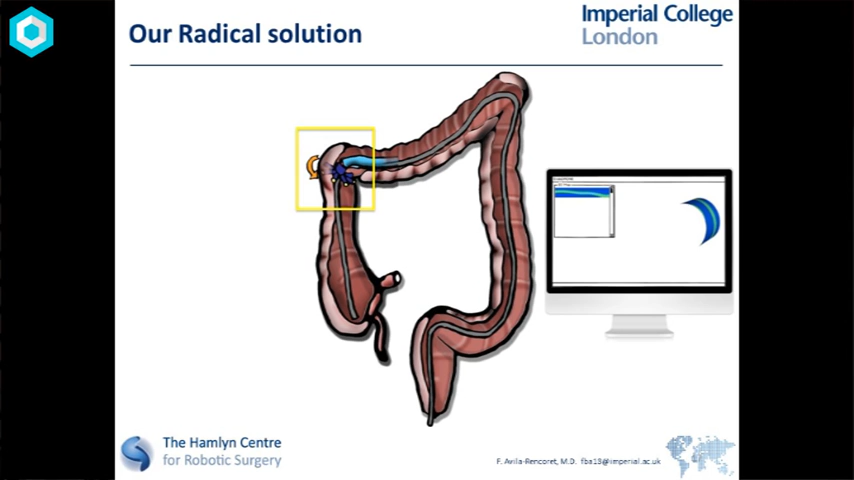 Our Radical solution
Imperial College
London
The Hamlyn Centre
for Robotic Surgery
F. Avila-Rencoret, M.D. fba13@imperial.ac.uk